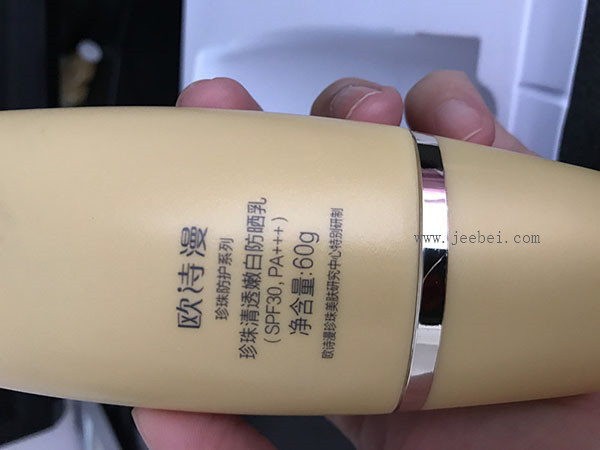 欧诗漫
珍珠防护系列
珍珠清透嫩白防晒乳
(SPF30, PA+++)
净含量:60g
欧诗漫珍珠美肤研究中心特别研制
www.jeebei.com